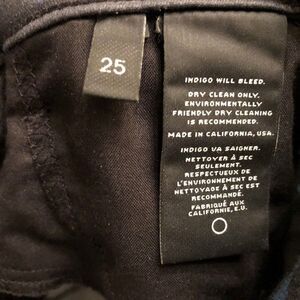 25
INDIGO WILL BLEED.
DRY CLEAN ONLY.
ENVIRONMENTALLY
FRIENDLY DRY CLEANING
IS RECOMMENDED.
MADE IN CALIFORNIA, USA.
INDIGO VA SAIGNER.
NETTOYER À SEC
SEULEMENT.
RESPECTUEUX DE
L'ENVIRONNEMENT DE
NETTOYAGE À SEC EST
RECOMMANDÉ.
FABRIQUÉ AUX
CALIFORNIE, É.U.